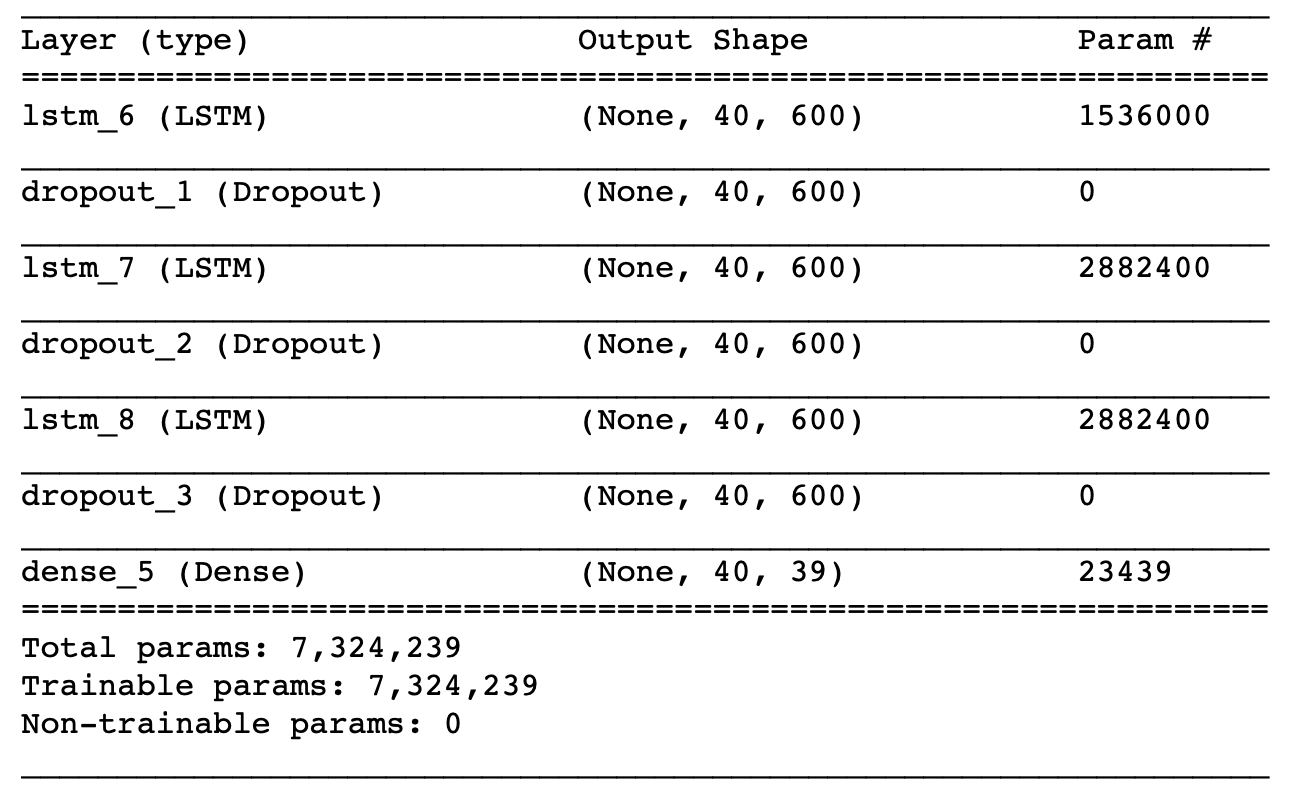 Layer (type) Output Shape Param #
=================================================================
lstm_6 (LSTM) (None, 40, 600) 1536000
dropout_1 (Dropout) (None, 40, 600) 0
lstm_7 (LSTM) (None, 40, 600) 2882400
dropout_2 (Dropout) (None, 40, 600) 0
lstm_8 (LSTM) (None, 40, 600) 2882400
dropout_3 (Dropout) (None, 40, 600) 0
dense_5 (Dense) (None, 40, 39) 23439
=================================================================
Total params: 7,324,239
Trainable params: 7,324,239
Non-trainable params: 0